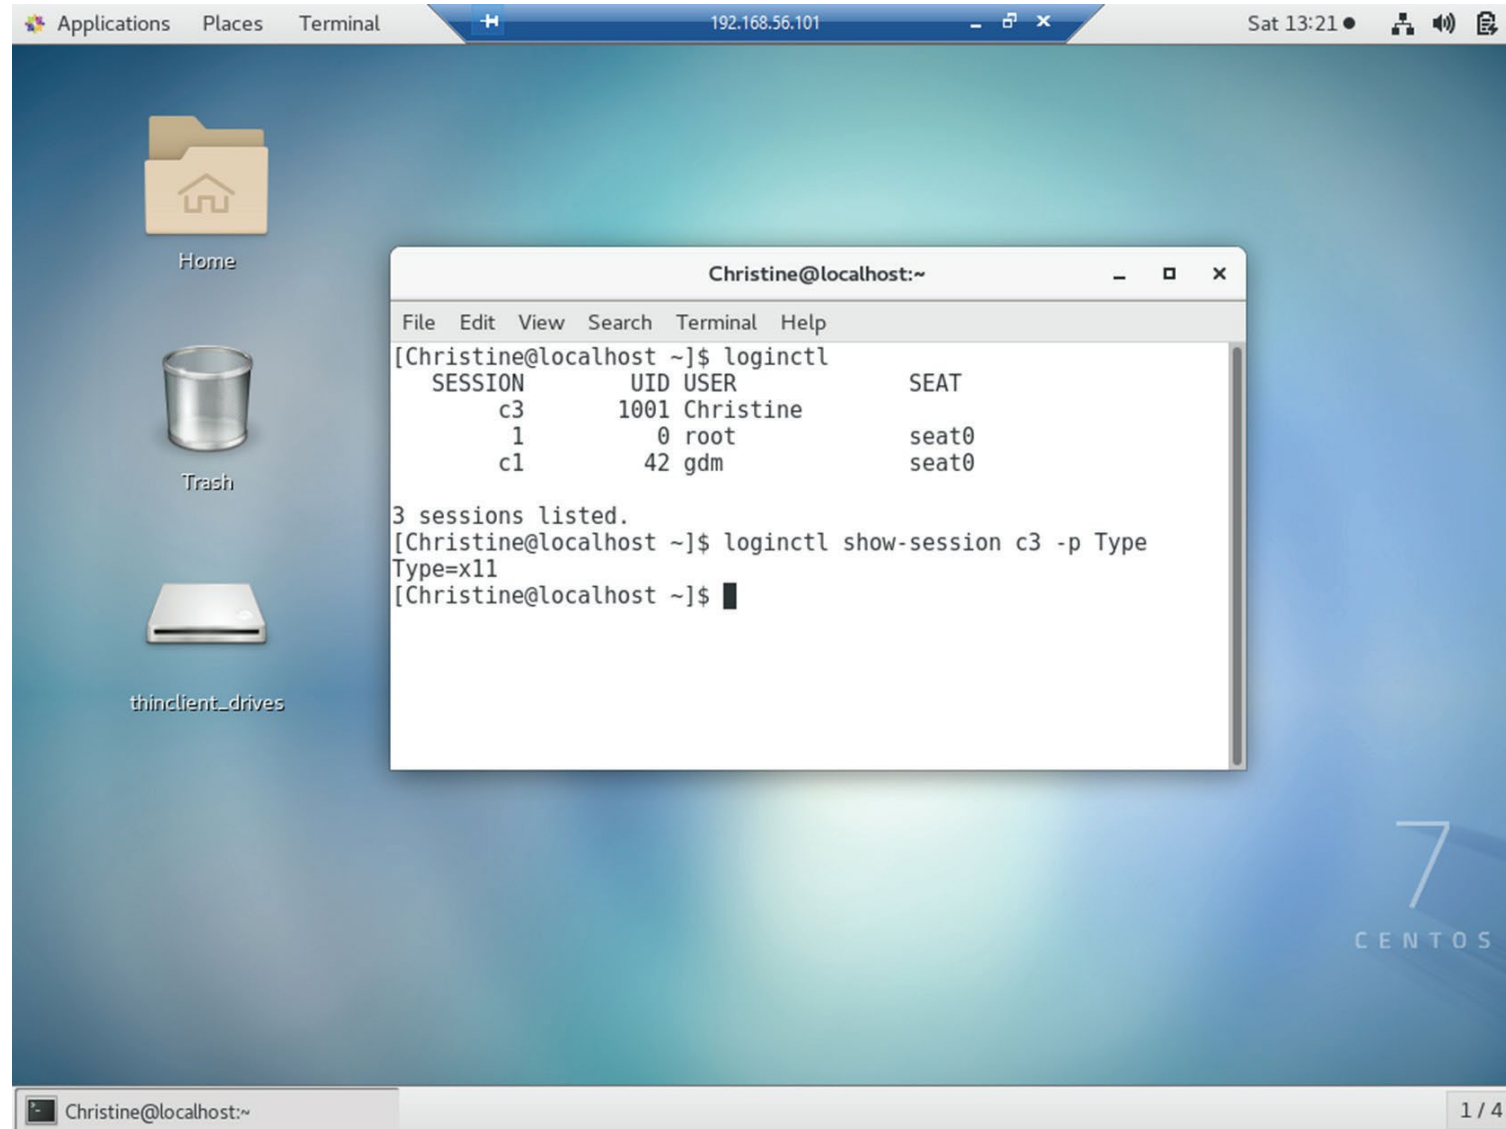 Applications Places Terminal 192.168.56.101 Sat 13:21
Home
Trash
thinclient_drives
Christine@localhost:~
File Edit View Search Terminal Help
[Christine@localhost ~]$ loginctl
   SESSION        UID USER             SEAT
        c3       1001 Christine
         1          0 root             seat0
        c1         42 gdm              seat0
3 sessions listed.
[Christine@localhost ~]$ loginctl show-session c3 -p Type
Type=x11
[Christine@localhost ~]$
7
CENTOS
Christine@localhost:~ 1 / 4